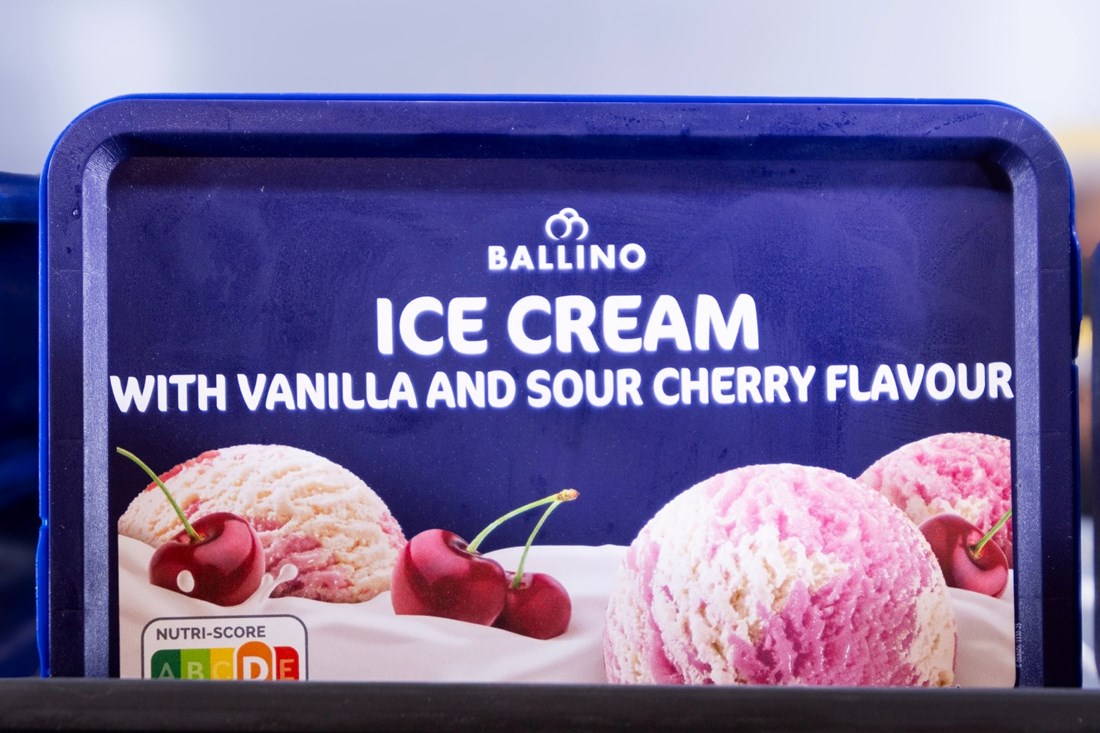 BALLINO
ICE CREAM
WITH VANILLA AND SOUR CHERRY FLAVOUR
NUTRI-SCORE
A B C D E